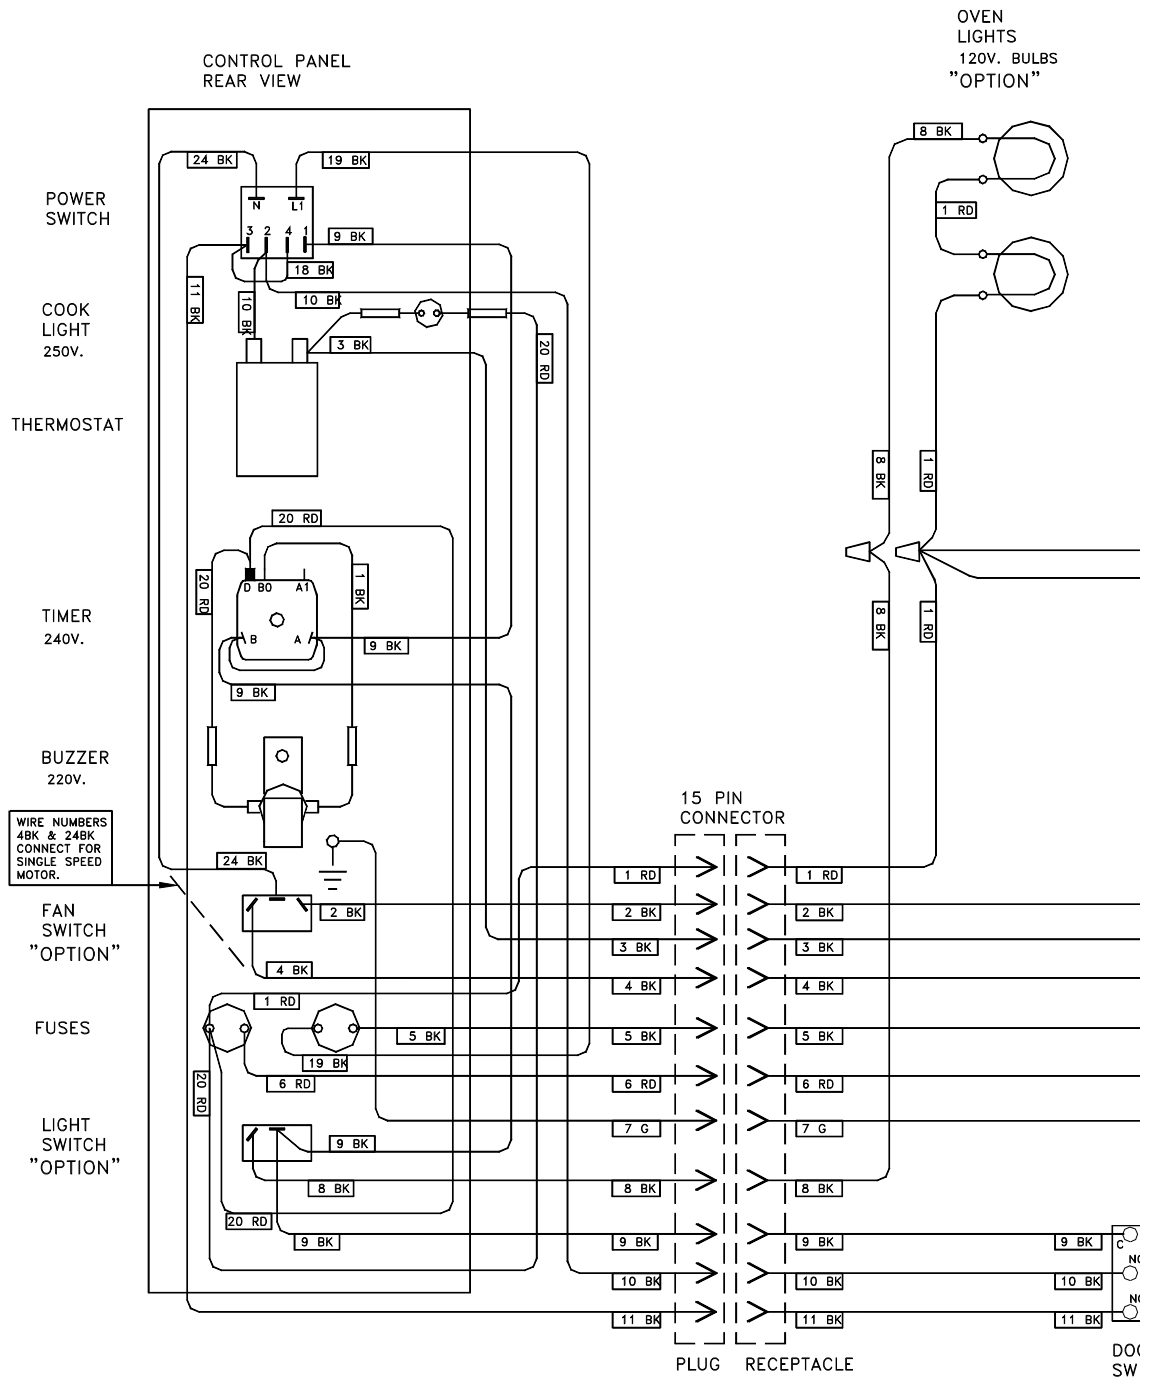 OVEN
LIGHTS
120V. BULBS
"OPTION"
CONTROL PANEL
REAR VIEW
8 BK
24 BK
19 BK
POWER
SWITCH
N
L1
1 RD
3 2 4 1
9 BK
18 BK
11 BK
10 BK
10 BK
COOK
LIGHT
250V.
3 BK
20 RD
THERMOSTAT
8 BK
1 RD
20 RD
20 RD
D BO A1
1 BK
TIMER
240V.
B A
9 BK
8 BK
1 RD
9 BK
BUZZER
220V.
15 PIN
CONNECTOR
WIRE NUMBERS
4BK & 24BK
CONNECT FOR
SINGLE SPEED
MOTOR.
24 BK
1 RD
1 RD
FAN
SWITCH
"OPTION"
2 BK
2 BK
2 BK
3 BK
3 BK
4 BK
4 BK
4 BK
1 RD
FUSES
5 BK
5 BK
5 BK
19 BK
20 RD
6 RD
6 RD
6 RD
LIGHT
SWITCH
"OPTION"
7 G
7 G
9 BK
8 BK
8 BK
8 BK
20 RD
9 BK
9 BK
9 BK
9 BK
C
10 BK
10 BK
10 BK
11 BK
11 BK
11 BK
PLUG
RECEPTACLE
SW